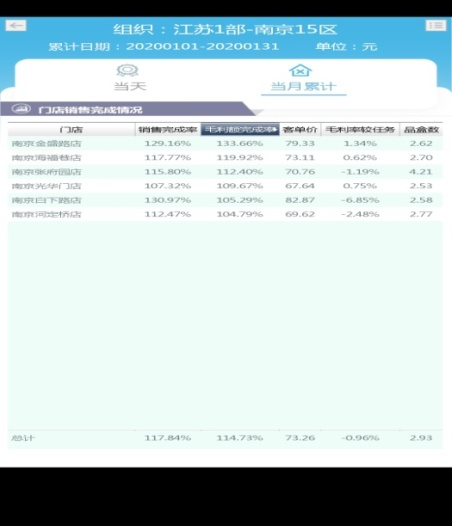 组织：江苏1部-南京15区
累计日期：20200101-20200131 单位：元
当天 当月累计
门店销售完成情况
门店 销售完成率 毛利额完成率 客单价 毛利率较任务 品盒数
南京金盛路店 129.16% 133.66% 79.33 1.34% 2.62
南京海福巷店 117.77% 119.92% 73.11 0.62% 2.70
南京张府园店 115.80% 112.40% 70.76 -1.19% 4.21
南京光华门店 107.32% 109.67% 67.64 0.75% 2.53
南京白下路店 130.97% 105.29% 82.87 -6.85% 2.58
南京河定桥店 112.47% 104.79% 69.62 -2.48% 2.77
总计 117.84% 114.73% 73.26 -0.96% 2.93